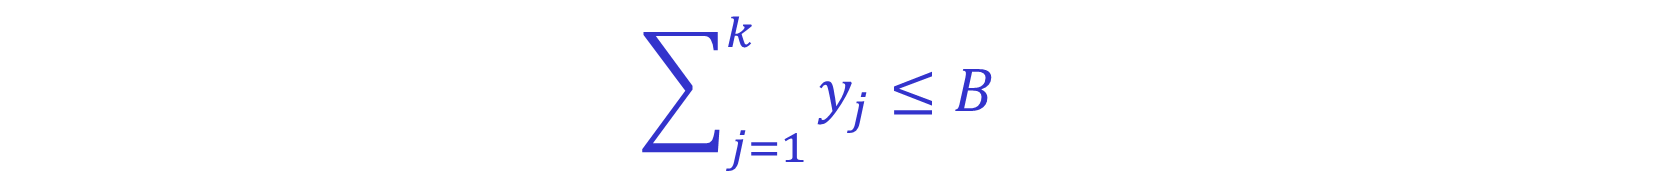 ∑_{j=1}^{k} y_j ≤ B